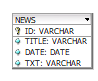 NEWS
ID: VARCHAR
TITLE: VARCHAR
DATE: DATE
TXT: VARCHAR